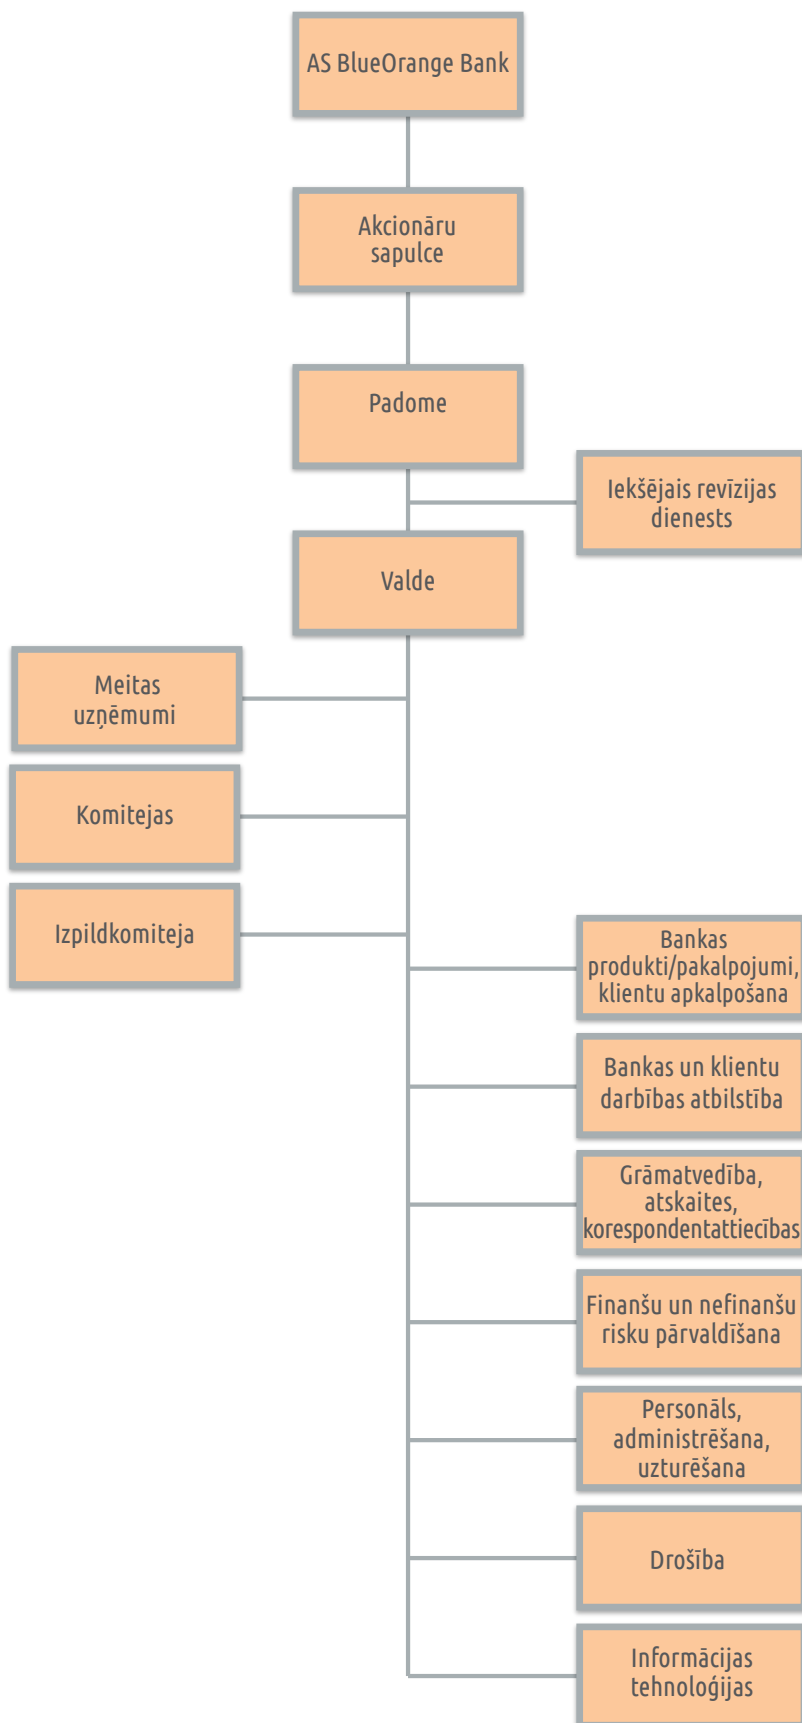 AS BlueOrange Bank
Akcionāru
sapulce
Padome
Iekšējais revīzijas
dienests
Valde
Meitas
uzņēmumi
Komitejas
Izpildkomiteja
Bankas
produkti/pakalpojumi,
klientu apkalpošana
Bankas un klientu
darbības atbilstība
Grāmatvedība,
atskaites,
korespondentattiecības
Finanšu un nefinanšu
risku pārvaldīšana
Personāls,
administrēšana,
uzturēšana
Drošība
Informācijas
tehnoloģijas